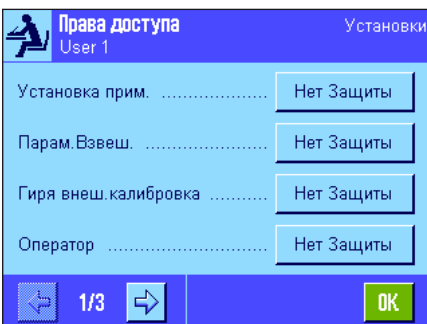 Права доступа
Установки
User 1
Установка прим. .................... Нет Защиты
Парам.Взвеш. ......................... Нет Защиты
Гиря внеш.калибровка ........... Нет Защиты
Оператор .............................. Нет Защиты
1/3
OK